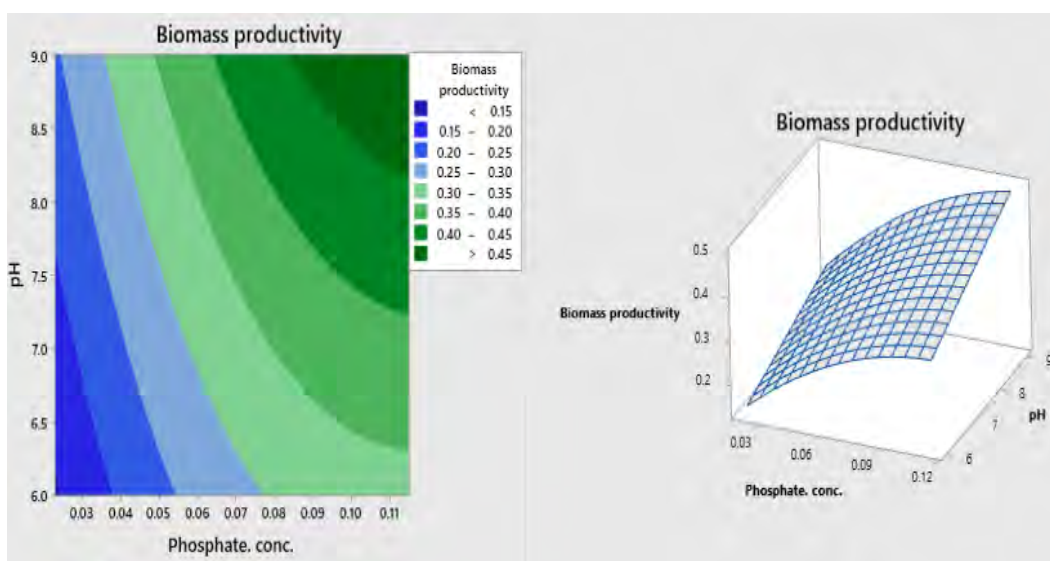 Biomass productivity
9.0
8.5
8.0
7.5
7.0
6.5
6.0
pH
0.03 0.04 0.05 0.06 0.07 0.08 0.09 0.10 0.11
Phosphate. conc.
Biomass
productivity
< 0.15
0.15 – 0.20
0.20 – 0.25
0.25 – 0.30
0.30 – 0.35
0.35 – 0.40
0.40 – 0.45
> 0.45
Biomass productivity
0.5
0.4
0.3
0.2
Biomass productivity
0.03
0.06
0.09
0.12
Phosphate. conc.
6
7
8
9
pH